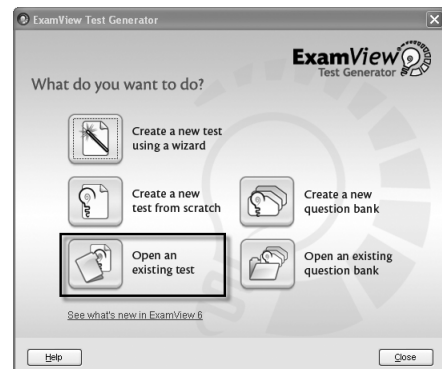 ExamView Test Generator
ExamView
Test Generator
What do you want to do?
Create a new test
using a wizard
Create a new
test from scratch
Create a new
question bank
Open an
existing test
Open an existing
question bank
See what's new in ExamView 6
Help
Close